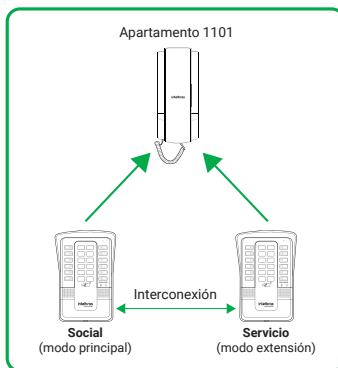 Apartamento 1101
intelbras
Interconexión
intelbras
intelbras
Social
(modo principal)
Servicio
(modo extensión)